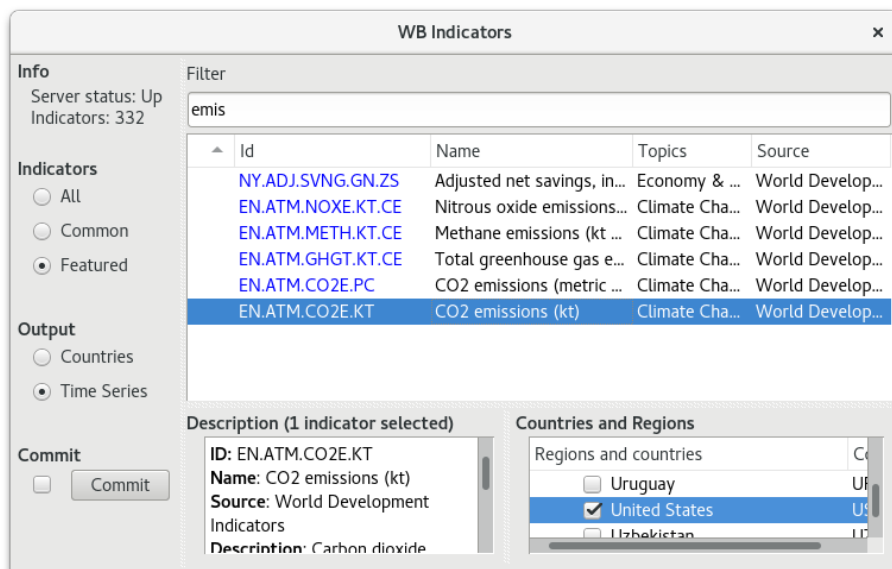 WB Indicators ×
Info
Server status: Up
Indicators: 332
Indicators
All
Common
Featured
Output
Countries
Time Series
Commit
Commit
Filter
emis
Id Name Topics Source
NY.ADJ.SVNG.GN.ZS Adjusted net savings, in... Economy & ... World Develop...
EN.ATM.NOXE.KT.CE Nitrous oxide emissions... Climate Cha... World Develop...
EN.ATM.METH.KT.CE Methane emissions (kt ... Climate Cha... World Develop...
EN.ATM.GHGT.KT.CE Total greenhouse gas e... Climate Cha... World Develop...
EN.ATM.CO2E.PC CO2 emissions (metric ... Climate Cha... World Develop...
EN.ATM.CO2E.KT CO2 emissions (kt) Climate Cha... World Develop...
Description (1 indicator selected)
ID: EN.ATM.CO2E.KT
Name: CO2 emissions (kt)
Source: World Development
Indicators
Description: Carbon dioxide
Countries and Regions
Regions and countries
Uruguay
United States
Uzbekistan